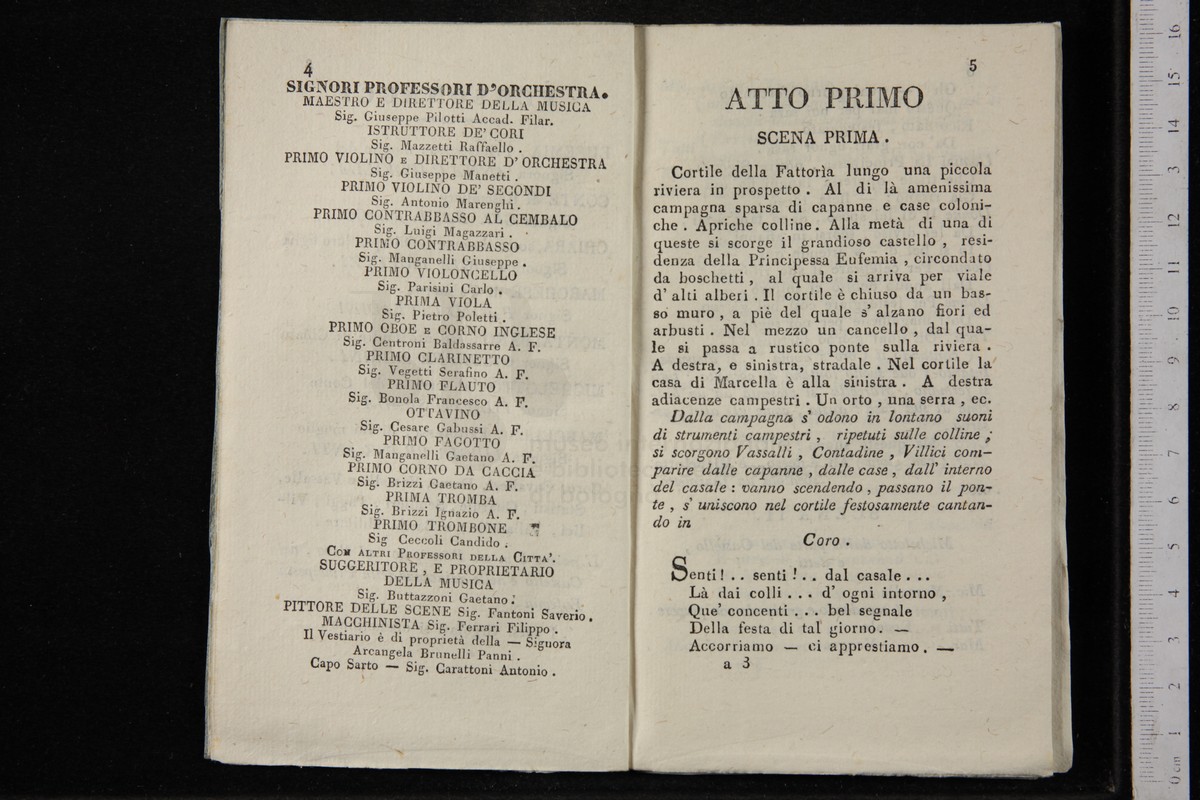 4
SIGNORI PROFESSORI D'ORCHESTRA.
MAESTRO E DIRETTORE DELLA MUSICA
Sig. Giuseppe Pilotti Accad. Filar.
ISTRUTTORE DE' CORI
Sig. Mazzetti Raffaello .
PRIMO VIOLINO E DIRETTORE D' ORCHESTRA
Sig. Giuseppe Manetti .
PRIMO VIOLINO DE' SECONDI
Sig. Antonio Marenghi .
PRIMO CONTRABBASSO AL CEMBALO
Sig. Luigi Magazzari .
PRIMO CONTRABBASSO
Sig. Manganelli Giuseppe .
PRIMO VIOLONCELLO
Sig. Parisini Carlo .
PRIMA VIOLA
Sig. Pietro Poletti .
PRIMO OBOE E CORNO INGLESE
Sig. Centroni Baldassarre A. F.
PRIMO CLARINETTO
Sig. Vegetti Serafino A. F.
PRIMO FLAUTO
Sig. Bonola Francesco A. F.
OTTAVINO
Sig. Cesare Gabussi A. F.
PRIMO FAGOTTO
Sig. Manganelli Gaetano A. F.
PRIMO CORNO DA CACCIA
Sig. Brizzi Gaetano A. F.
PRIMA TROMBA
Sig. Brizzi Ignazio A. F.
PRIMO TROMBONE
Sig Ceccoli Candido .
COM ALTRI PROFESSORI DELLA CITTA'.
SUGGERITORE , E PROPRIETARIO
DELLA MUSICA
Sig. Buttazzoni Gaetano .
PITTORE DELLE SCENE Sig. Fantoni Saverio .
MACCHINISTA Sig. Ferrari Filippo .
Il Vestiario è di proprietà della — Signora
Arcangela Brunelli Panni .
Capo Sarto — Sig. Carattoni Antonio .
5
ATTO PRIMO
SCENA PRIMA .
Cortile della Fattorìa lungo una piccola
riviera in prospetto . Al di là amenissima
campagna sparsa di capanne e case coloni-
che . Apriche colline. Alla metà di una di
queste si scorge il grandioso castello , resi-
denza della Principessa Eufemia , circondato
da boschetti , al quale si arriva per viale
d' alti alberi . Il cortile è chiuso da un bas-
so muro , a piè del quale s' alzano fiori ed
arbusti . Nel mezzo un cancello , dal qua-
le si passa a rustico ponte sulla riviera .
A destra, e sinistra, stradale . Nel cortile la
casa di Marcella è alla sinistra . A destra
adiacenze campestri . Un orto , una serra , ec.
Dalla campagna s' odono in lontano suoni
di strumenti campestri , ripetuti sulle colline ;
si scorgono Vassalli , Contadine , Villici com-
parire dalle capanne , dalle case , dall' interno
del casale : vanno scendendo , passano il pon-
te , s' uniscono nel cortile festosamente cantan-
do in
Coro .
Senti ! . . senti ! . . dal casale . . .
Là dai colli . . . d' ogni intorno ,
Que' concenti . . . bel segnale
Della festa di tal giorno. —
Accorriamo — ci apprestiamo . —
a 3